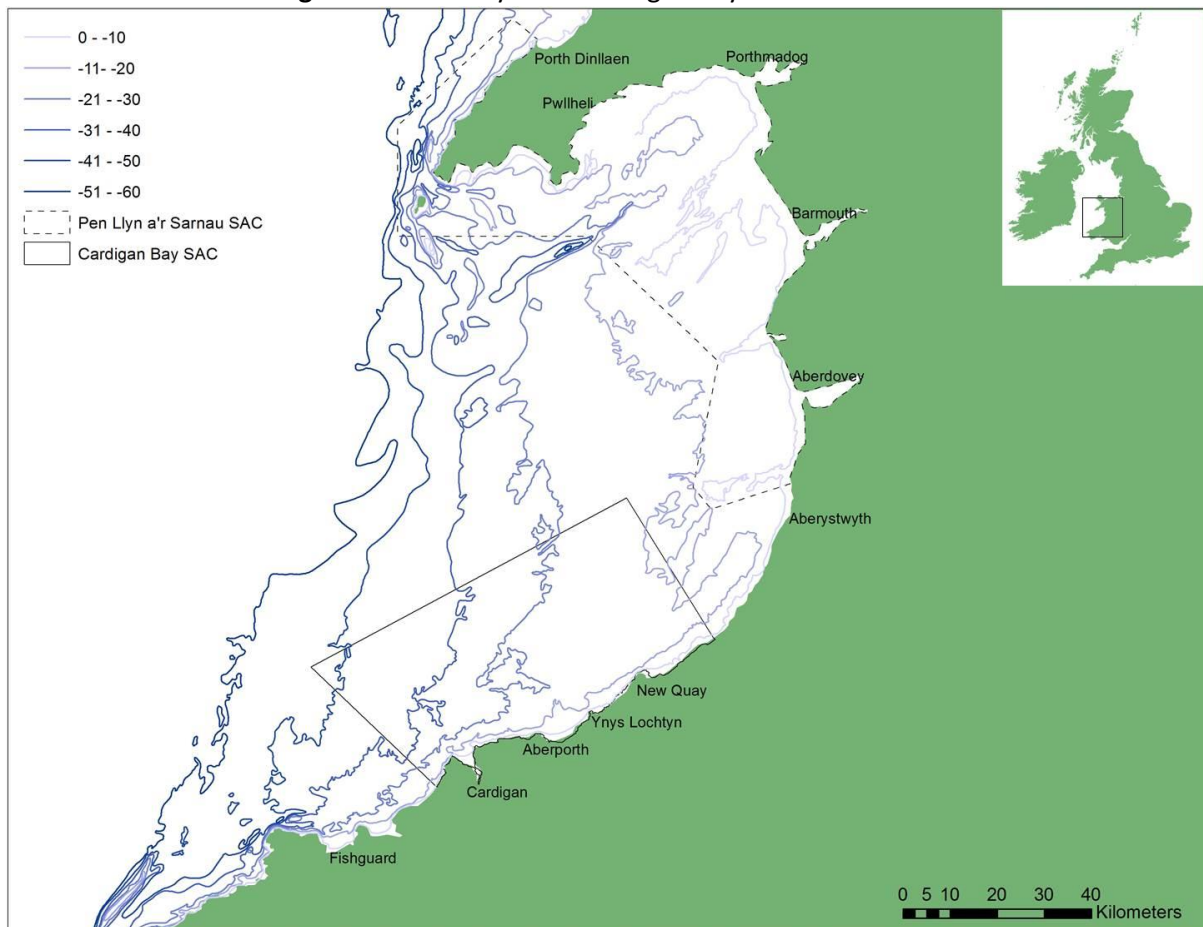 0 - -10
-11- -20
-21 - -30
-31 - -40
-41 - -50
-51 - -60
Pen Llyn a'r Sarnau SAC
Cardigan Bay SAC
Porth Dinllaen
Porthmadog
Pwllheli
Barmouth
Aberdovey
Aberystwyth
New Quay
Ynys Lochtyn
Aberporth
Cardigan
Fishguard
0 5 10 20 30 40
Kilometers